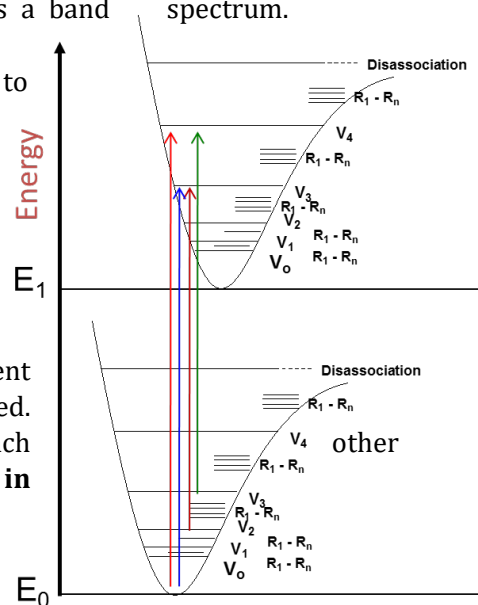 s a band spectrum.
to
Disassociation
R1 - Rn
V4
R1 - Rn
V3
R1 - Rn
V2
V1 R1 - Rn
Vo R1 - Rn
Energy
E1
ent Disassociation
ed. R1 - Rn
ch V4 other
R1 - Rn
in
V3
R1 - Rn
V2
V1 R1 - Rn
Vo R1 - Rn
E0